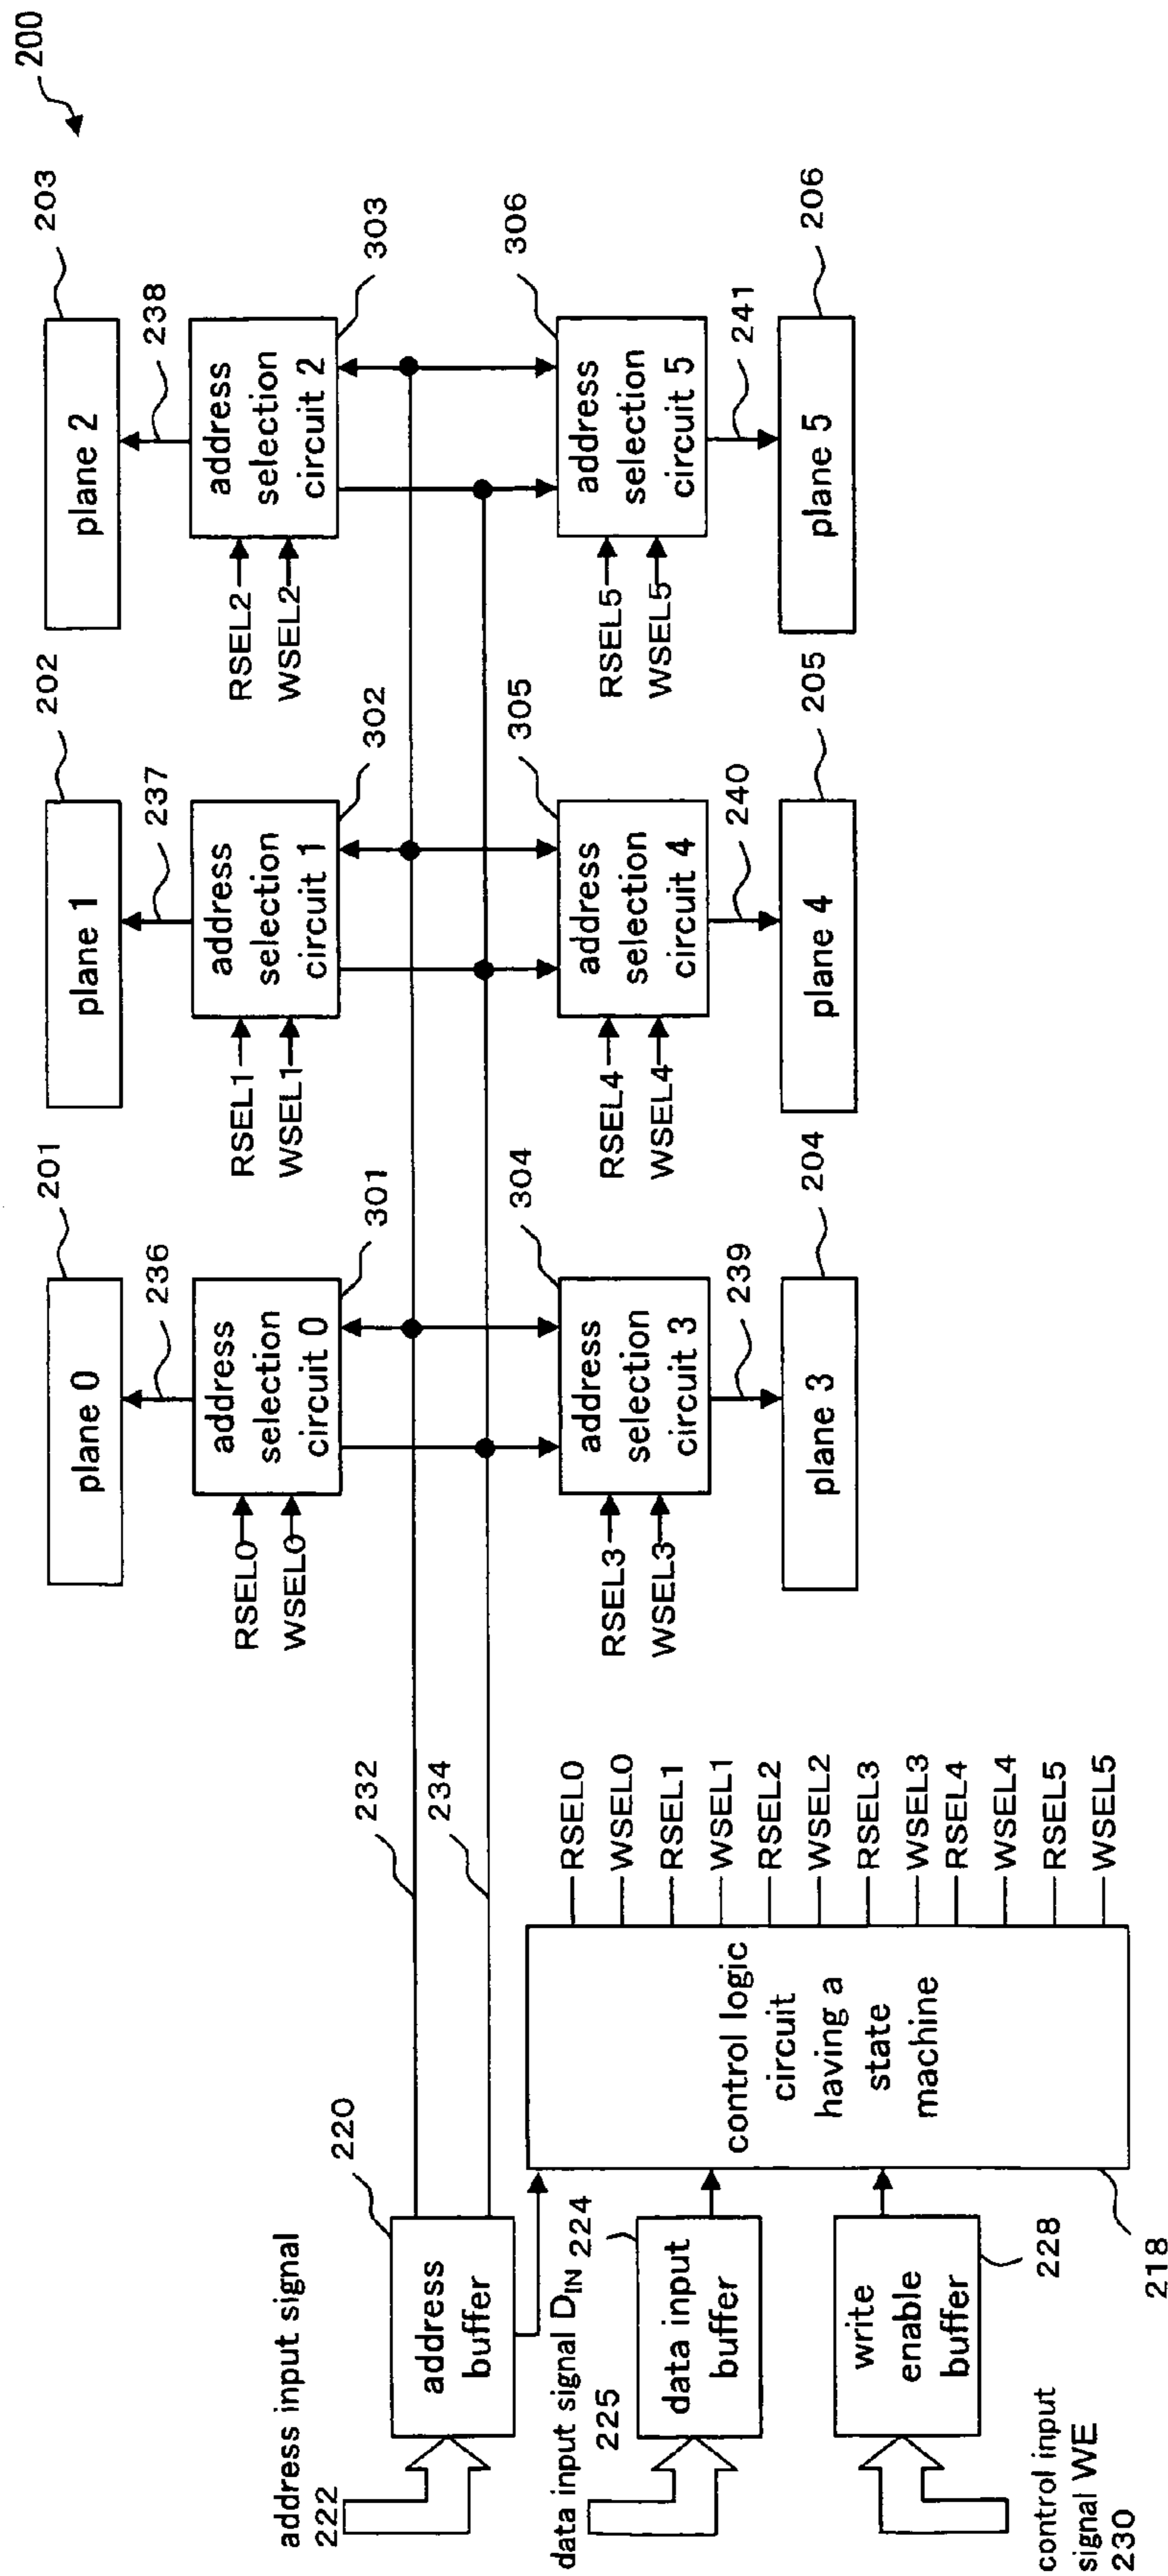 200
203
202
201
plane 2
plane 1
plane 0
238
237
236
303
302
301
address
selection
circuit 2
address
selection
circuit 1
address
selection
circuit 0
RSEL2
WSEL2
RSEL1
WSEL1
RSEL0
WSEL0
232
234
306
305
304
address
selection
circuit 5
address
selection
circuit 4
address
selection
circuit 3
RSEL5
WSEL5
RSEL4
WSEL4
RSEL3
WSEL3
241
240
239
206
205
204
plane 5
plane 4
plane 3
address input signal
222
220
address
buffer
data input signal DIN 224
225
data input
buffer
write
enable
buffer
228
control input
signal WE
230
control logic
circuit
having a
state
machine
218
RSEL0
WSEL0
RSEL1
WSEL1
RSEL2
WSEL2
RSEL3
WSEL3
RSEL4
WSEL4
RSEL5
WSEL5